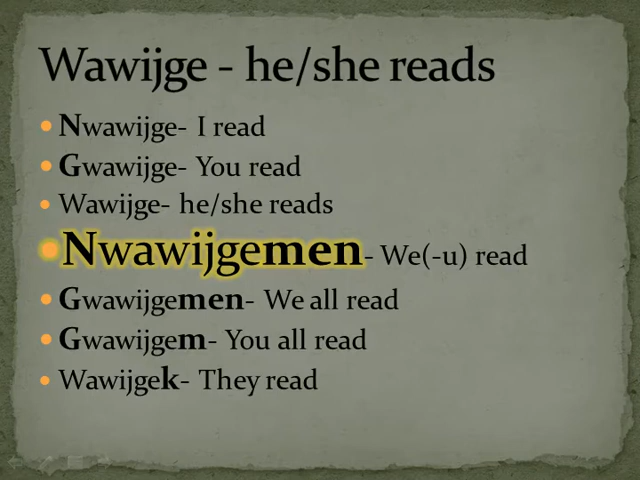 Wawijge - he/she reads
• Nwawijge- I read
• Gwawijge- You read
• Wawijge- he/she reads
• Nwawijgemen- We(-u) read
• Gwawijgemen- We all read
• Gwawijgem- You all read
• Wawijgek- They read